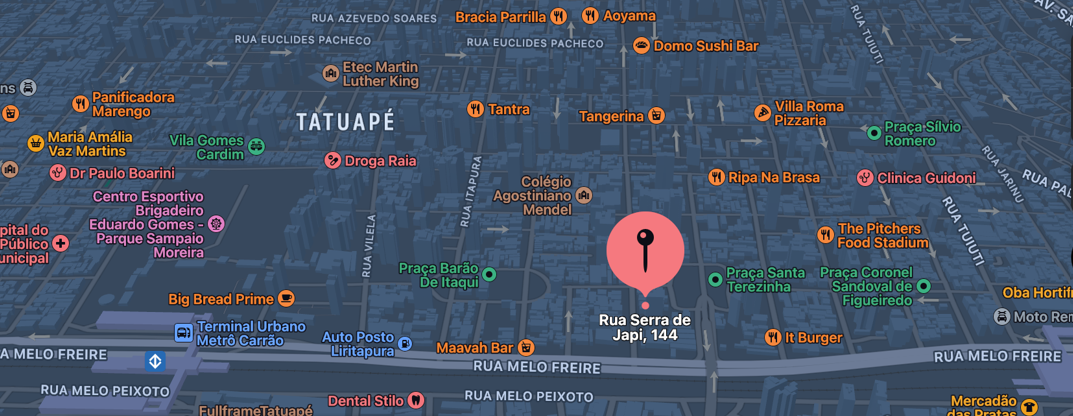 RUA AZEVEDO SOARES
Bracia Parrilla
Aoyama
AV. SA
RUA EUCLIDES PACHECO
RUA EUCLIDES PACHECO
Domo Sushi Bar
RUA TUIUTI
Etec Martin
Luther King
ns
Panificadora
Marengo
TATUAPÉ
Tantra
Tangerina
Villa Roma
Pizzaria
Praça Sílvio
Romero
Maria Amália
Vaz Martins
Vila Gomes
Cardim
Droga Raia
Dr Paulo Boarini
RUA ITAPURA
Colégio
Agostiniano
Mendel
Ripa Na Brasa
Clinica Guidoni
RUA JARINU
RUA PAL
Centro Esportivo
Brigadeiro
Eduardo Gomes -
Parque Sampaio
Moreira
pital do
Público
unicipal
RUA VILELA
RUA TUIUTI
The Pitchers
Food Stadium
Praça Barão
De Itaqui
Praça Santa
Terezinha
Praça Coronel
Sandoval de
Figueiredo
Big Bread Prime
Rua Serra de
Japi, 144
Oba Hortifr
Moto Rem
Terminal Urbano
Metrô Carrão
Auto Posto
Liritapura
Maavah Bar
It Burger
A MELO FREIRE
RUA MELO FREIRE
RUA MELO FREIRE
RUA MELO PEIXOTO
RUA MELO PEIXOTO
Dental Stilo
FullframeTatuapé
Mercadão
das Pratas